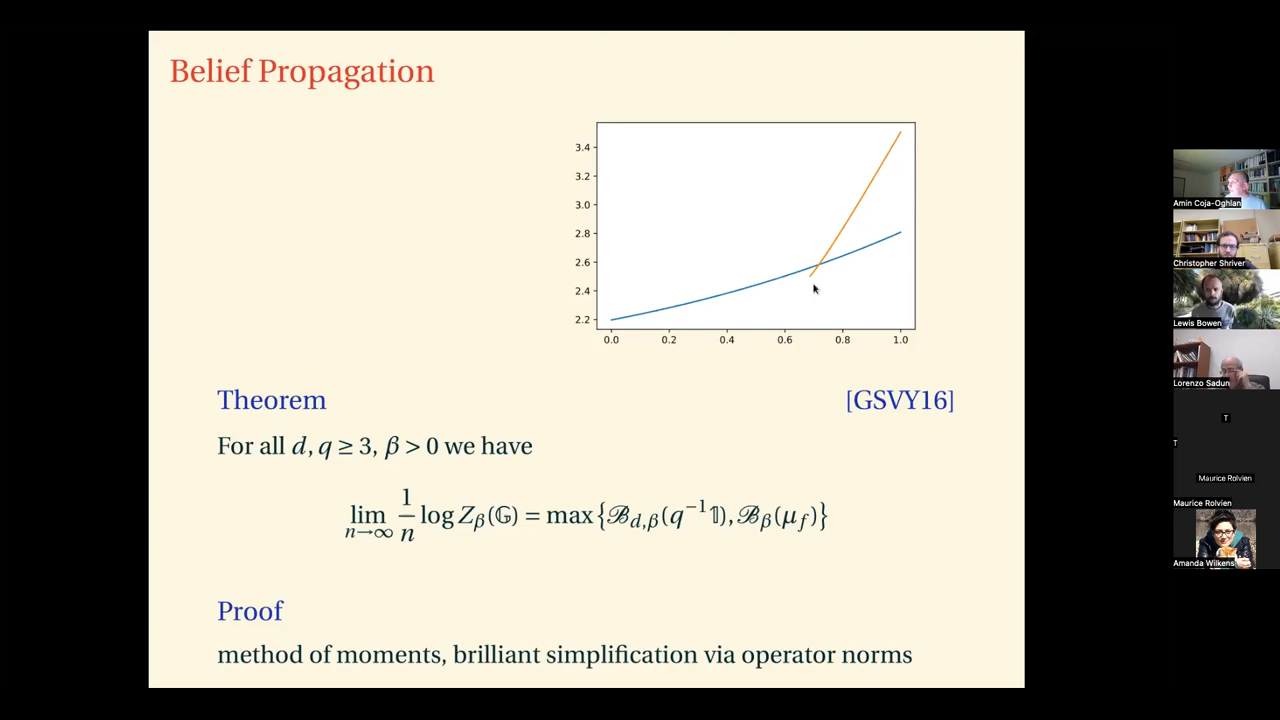 Belief Propagation
3.4
3.2
3.0
2.8
2.6
2.4
2.2
0.0 0.2 0.4 0.6 0.8 1.0
Theorem [GSVY16]
For all d, q ≥ 3, β > 0 we have
lim n→∞ 1/n log Z_β(𝔾) = max{ℬ_{d,β}(q⁻¹𝟙), ℬ_β(μ_f)}
Proof
method of moments, brilliant simplification via operator norms
Amin Coja-Oghlan
Christopher Shriver
Lewis Bowen
Lorenzo Sadun
T
T
Maurice Rolvien
Maurice Rolvien
Amanda Wilkens